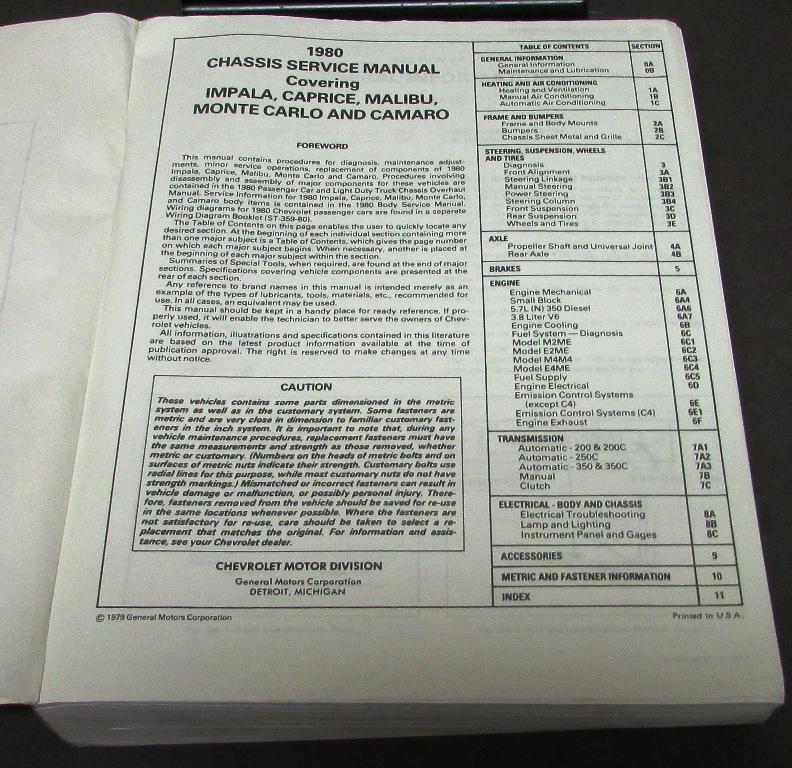 1980
CHASSIS SERVICE MANUAL
Covering
IMPALA, CAPRICE, MALIBU,
MONTE CARLO AND CAMARO
FOREWORD
This manual contains procedures for diagnosis, maintenance adjust-
ments, minor service operations, replacement of components of 1980
Impala, Caprice, Malibu, Monte Carlo and Camaro. Procedures involving
disassembly and assembly of major components for these vehicles are
contained in the 1980 Passenger Car and Light Duty Truck Chassis Overhaul
Manual. Service Information for 1980 Impala, Caprice, Malibu, Monte Carlo,
and Camaro body items is contained in the 1980 Body Service Manual.
Wiring diagrams for 1980 Chevrolet passenger cars are found in a separate
Wiring Diagram Booklet (ST-359-80).
The Table of Contents on this page enables the user to quickly locate any
desired section. At the beginning of each individual section containing more
than one major subject is a Table of Contents, which gives the page number
on which each major subject begins. When necessary, another is placed at
the beginning of each major subject within the section.
Summaries of Special Tools, when required, are found at the end of major
sections. Specifications covering vehicle components are presented at the
rear of each section.
Any reference to brand names in this manual is intended merely as an
example of the types of lubricants, tools, materials, etc., recommended for
use. In all cases, an equivalent may be used.
This manual should be kept in a handy place for ready reference. If pro-
perly used, it will enable the technician to better serve the owners of Chev-
rolet vehicles.
All information, illustrations and specifications contained in this literature
are based on the latest product information available at the time of
publication approval. The right is reserved to make changes at any time
without notice.
CAUTION
These vehicles contains some parts dimensioned in the metric
system as well as in the customary system. Some fasteners are
metric and are very close in dimension to familiar customary fast-
eners in the inch system. It is important to note that, during any
vehicle maintenance procedures, replacement fasteners must have
the same measurements and strength as those removed, whether
metric or customary. (Numbers on the heads of metric bolts and on
surfaces of metric nuts indicate their strength. Customary bolts use
radial lines for this purpose, while most customary nuts do not have
strength markings.) Mismatched or incorrect fasteners can result in
vehicle damage or malfunction, or possibly personal injury. There-
fore, fasteners removed from the vehicle should be saved for re-use
in the same locations whenever possible. Where the fasteners are
not satisfactory for re-use, care should be taken to select a re-
placement that matches the original. For information and assis-
tance, see your Chevrolet dealer.
CHEVROLET MOTOR DIVISION
General Motors Corporation
DETROIT, MICHIGAN
TABLE OF CONTENTS SECTION
GENERAL INFORMATION
General Information 0A
Maintenance and Lubrication 0B
HEATING AND AIR CONDITIONING
Heating and Ventilation 1A
Manual Air Conditioning 1B
Automatic Air Conditioning 1C
FRAME AND BUMPERS
Frame and Body Mounts 2A
Bumpers 2B
Chassis Sheet Metal and Grille 2C
STEERING, SUSPENSION, WHEELS
AND TIRES
Diagnosis 3
Front Alignment 3A
Steering Linkage 3B1
Manual Steering 3B2
Power Steering 3B3
Steering Column 3B4
Front Suspension 3C
Rear Suspension 3D
Wheels and Tires 3E
AXLE
Propeller Shaft and Universal Joint 4A
Rear Axle 4B
BRAKES 5
ENGINE
Engine Mechanical 6A
Small Block 6A4
5.7L (N) 350 Diesel 6A6
3.8 Liter V6 6A7
Engine Cooling 6B
Fuel System — Diagnosis 6C
Model M2ME 6C1
Model E2ME 6C2
Model M4M4 6C3
Model E4ME 6C4
Fuel Supply 6C5
Engine Electrical 6D
Emission Control Systems
(except C4) 6E
Emission Control Systems (C4) 6E1
Engine Exhaust 6F
TRANSMISSION
Automatic - 200 & 200C 7A1
Automatic - 250C 7A2
Automatic - 350 & 350C 7A3
Manual 7B
Clutch 7C
ELECTRICAL - BODY AND CHASSIS
Electrical Troubleshooting 8A
Lamp and Lighting 8B
Instrument Panel and Gages 8C
ACCESSORIES 9
METRIC AND FASTENER INFORMATION 10
INDEX 11
© 1979 General Motors Corporation
Printed in U.S.A.